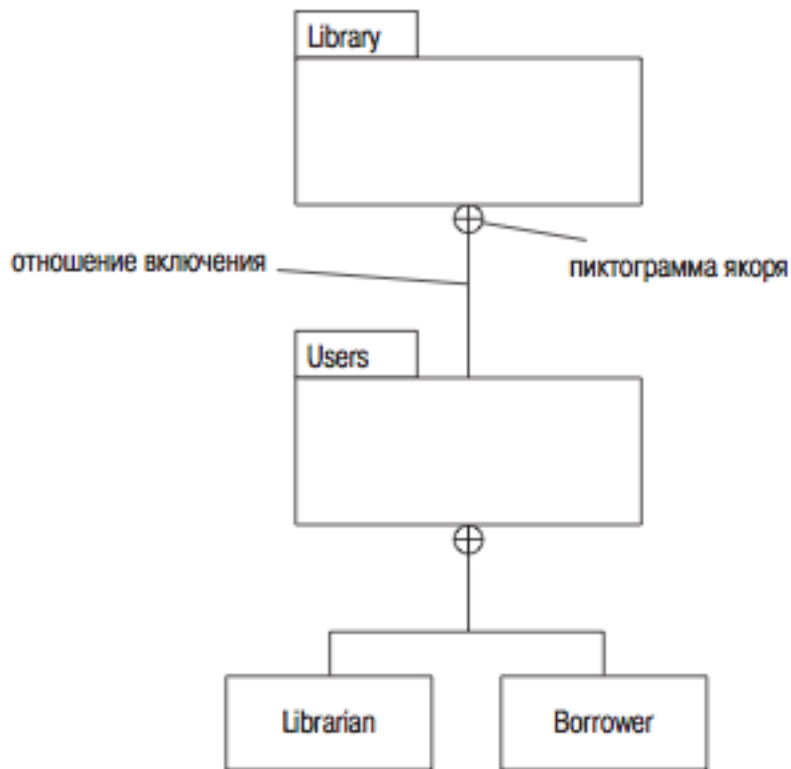 Library
отношение включения
пиктограмма якоря
Users
Librarian
Borrower